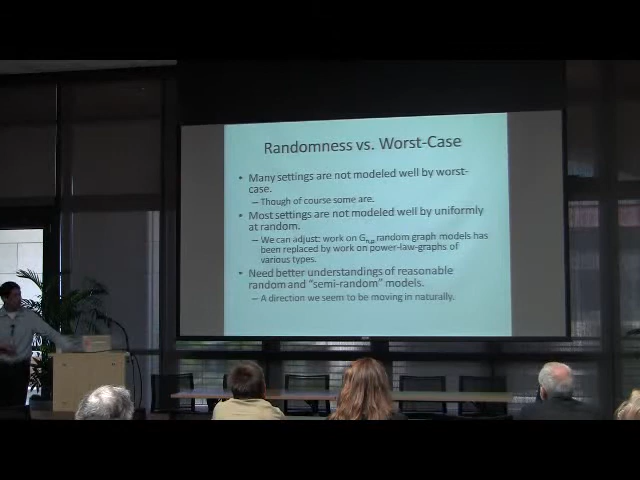 Randomness vs. Worst-Case
• Many settings are not modeled well by worst-
case.
– Though of course some are.
• Most settings are not modeled well by uniformly
at random.
– We can adjust: work on Gn,p random graph models has
been replaced by work on power-law-graphs of
various types.
• Need better understandings of reasonable
random and “semi-random” models.
– A direction we seem to be moving in naturally.